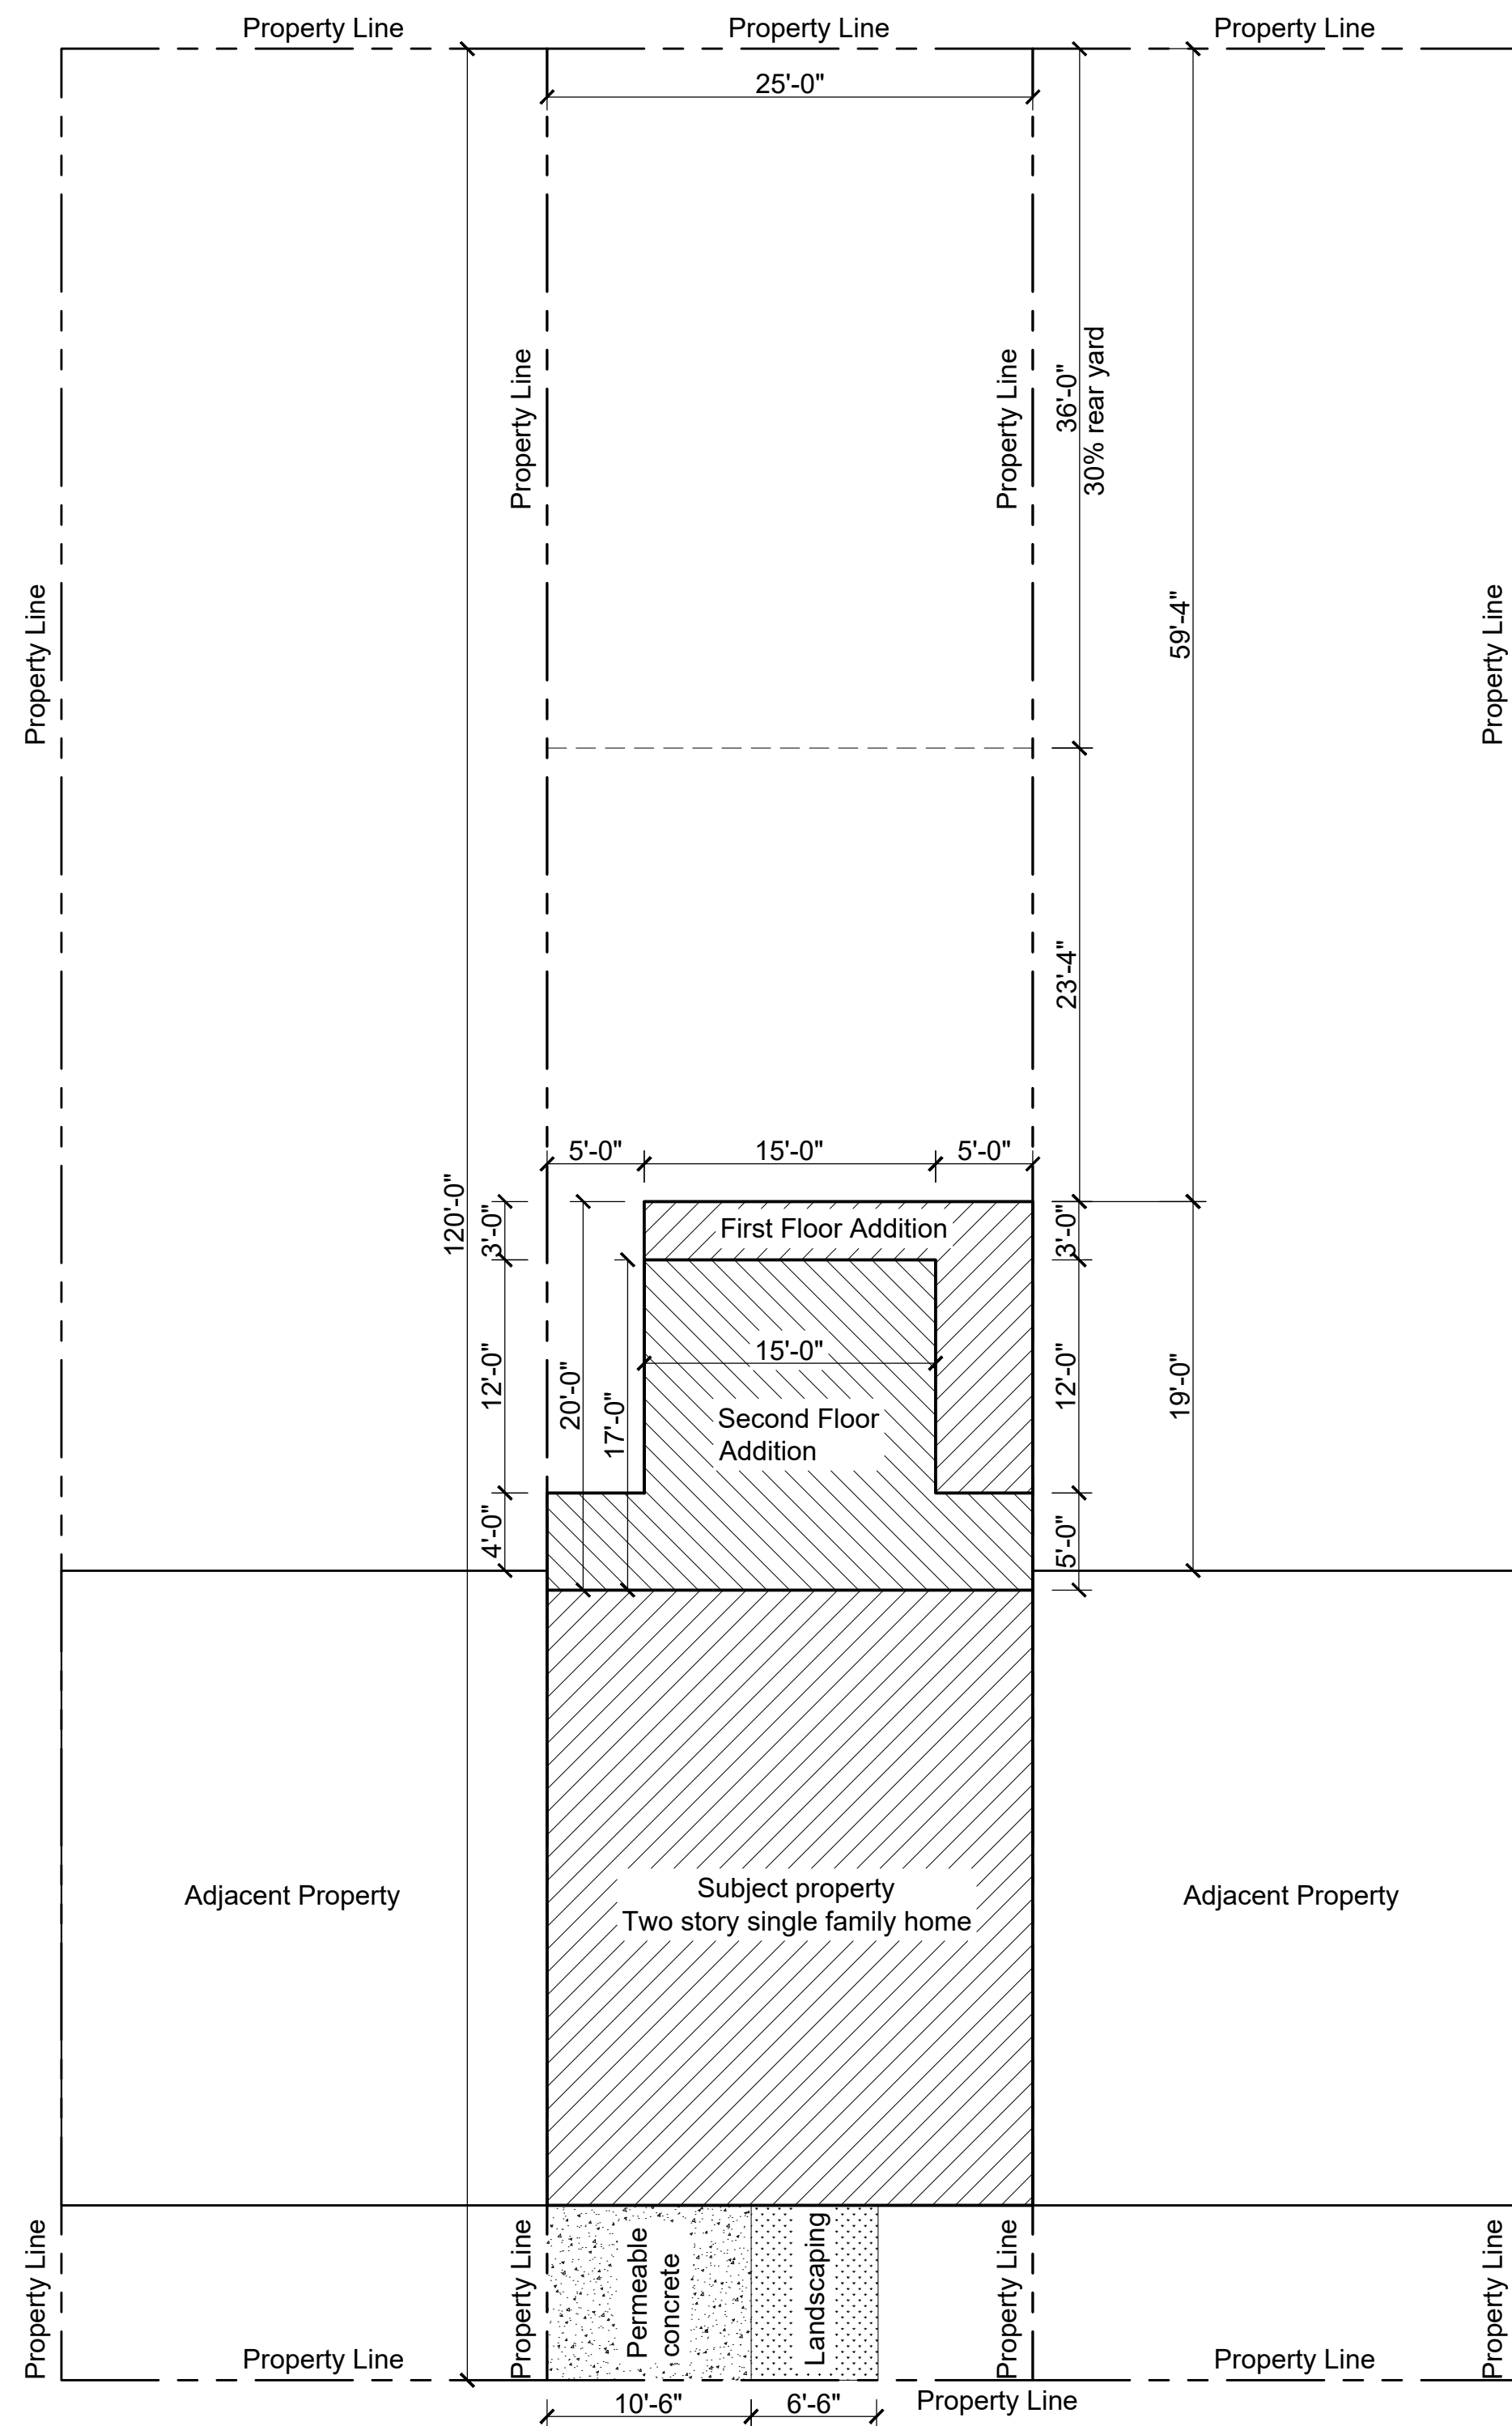 Property Line
Property Line
Property Line
25'-0"
Property Line
Property Line
36'-0"
30% rear yard
Property Line
59'-4"
Property Line
23'-4"
5'-0"
15'-0"
5'-0"
120'-0"
3'-0"
First Floor Addition
3'-0"
12'-0"
20'-0"
17'-0"
15'-0"
12'-0"
19'-0"
Second Floor
Addition
4'-0"
5'-0"
Adjacent Property
Subject property
Two story single family home
Adjacent Property
Property Line
Property Line
Permeable
concrete
Landscaping
Property Line
Property Line
Property Line
Property Line
10'-6"
6'-6"
Property Line